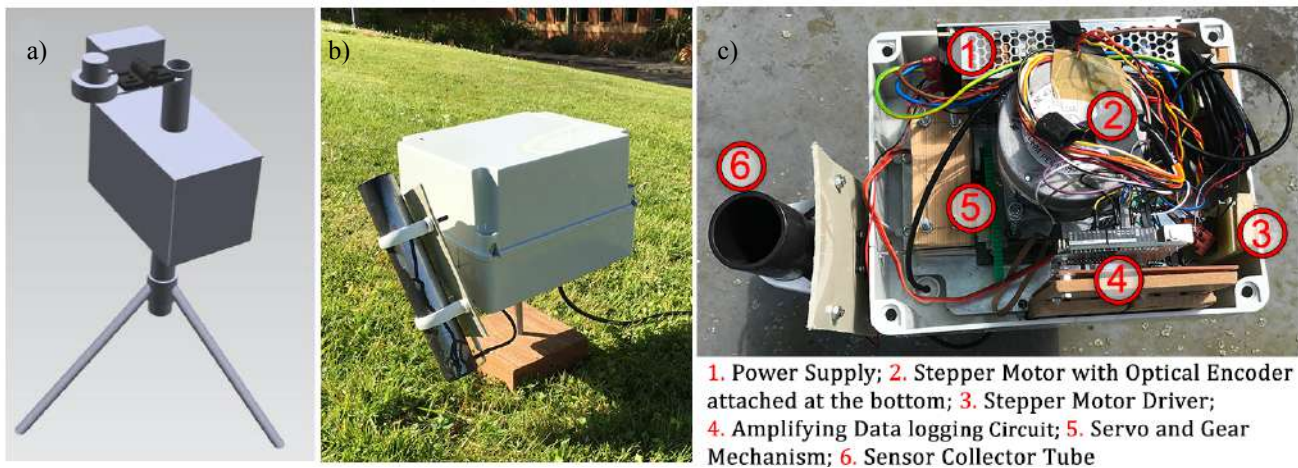 a)
b)
c)
1
2
6
5
3
4
1. Power Supply; 2. Stepper Motor with Optical Encoder
attached at the bottom; 3. Stepper Motor Driver;
4. Amplifying Data logging Circuit; 5. Servo and Gear
Mechanism; 6. Sensor Collector Tube